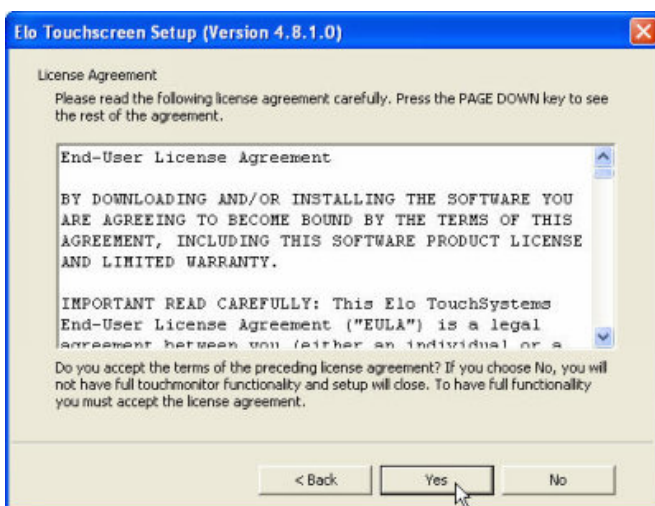 Elo Touchscreen Setup (Version 4.8.1.0)
License Agreement
Please read the following license agreement carefully. Press the PAGE DOWN key to see
the rest of the agreement.
End-User License Agreement
BY DOWNLOADING AND/OR INSTALLING THE SOFTWARE YOU
ARE AGREEING TO BECOME BOUND BY THE TERMS OF THIS
AGREEMENT, INCLUDING THIS SOFTWARE PRODUCT LICENSE
AND LIMITED WARRANTY.
IMPORTANT READ CAREFULLY: This Elo TouchSystems
End-User License Agreement ("EULA") is a legal
agreement between you (either an individual or a
Do you accept the terms of the preceding license agreement? If you choose No, you will
not have full touchmonitor functionality and setup will close. To have full functionallity
you must accept the license agreement.
< Back Yes No